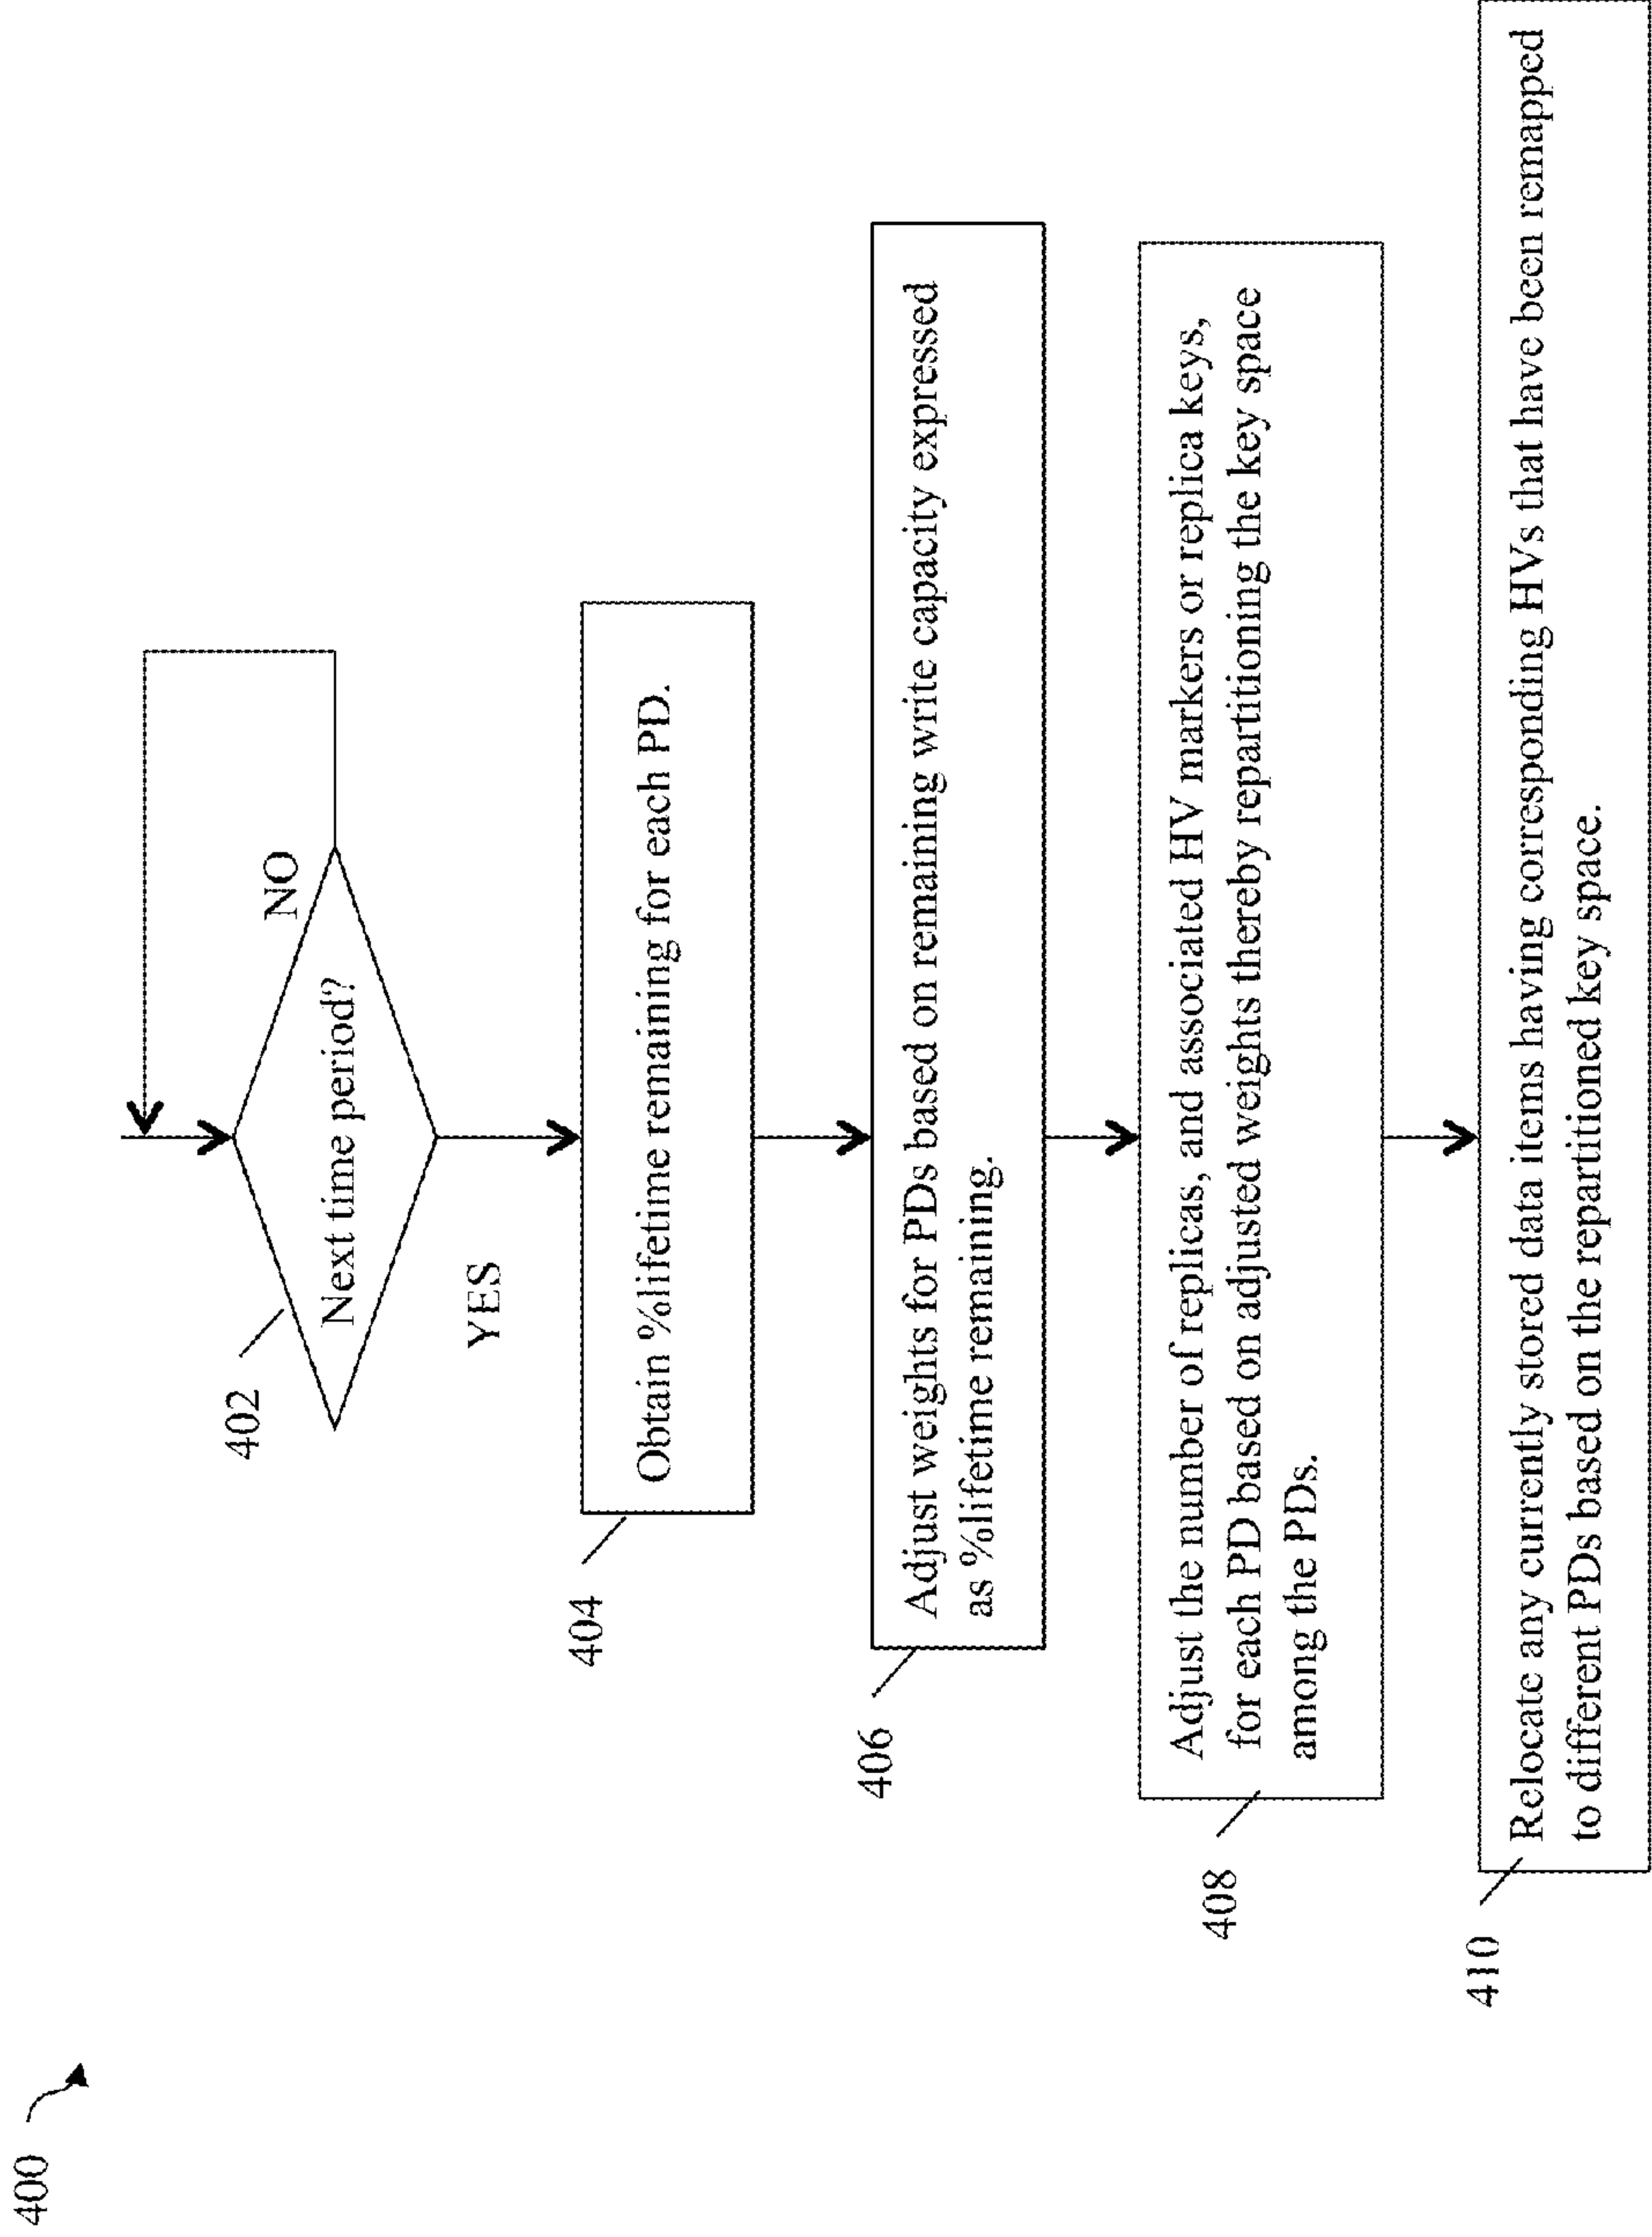 400
402
Next time period?
NO
YES
404
Obtain %lifetime remaining for each PD.
406
Adjust weights for PDs based on remaining write capacity expressed
as %lifetime remaining.
408
Adjust the number of replicas, and associated HV markers or replica keys,
for each PD based on adjusted weights thereby repartitioning the key space
among the PDs.
410
Relocate any currently stored data items having corresponding HVs that have been remapped
to different PDs based on the repartitioned key space.